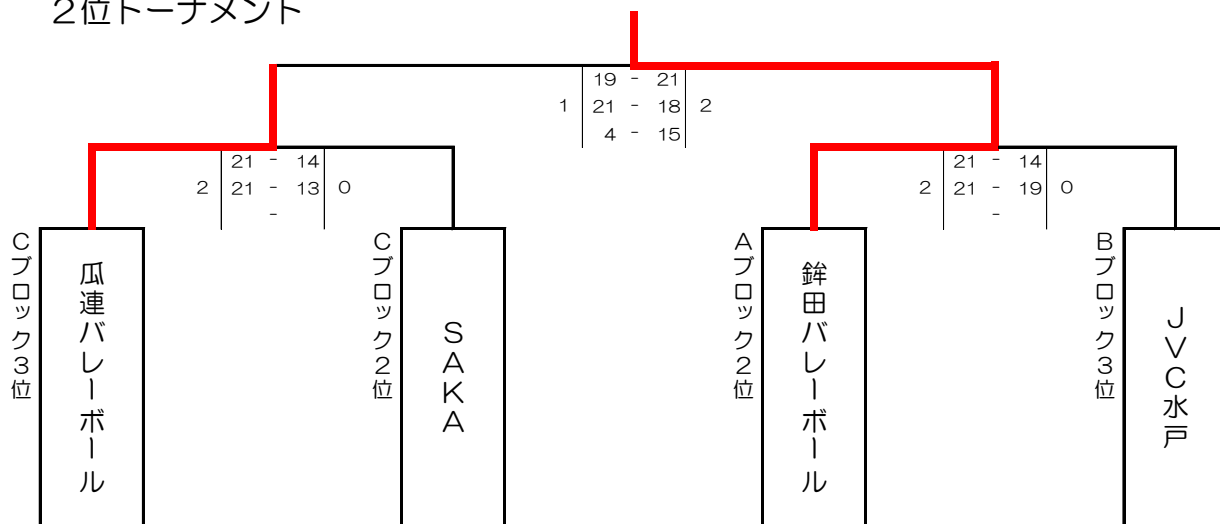 ２位トーナメント
19 - 21
1 21 - 18 2
4 - 15
21 - 14
2 21 - 13 0
-
21 - 14
2 21 - 19 0
-
Cブロック3位
瓜連バレーボール
Cブロック2位
SAKA
Aブロック2位
鉾田バレーボール
Bブロック3位
JVC水戸